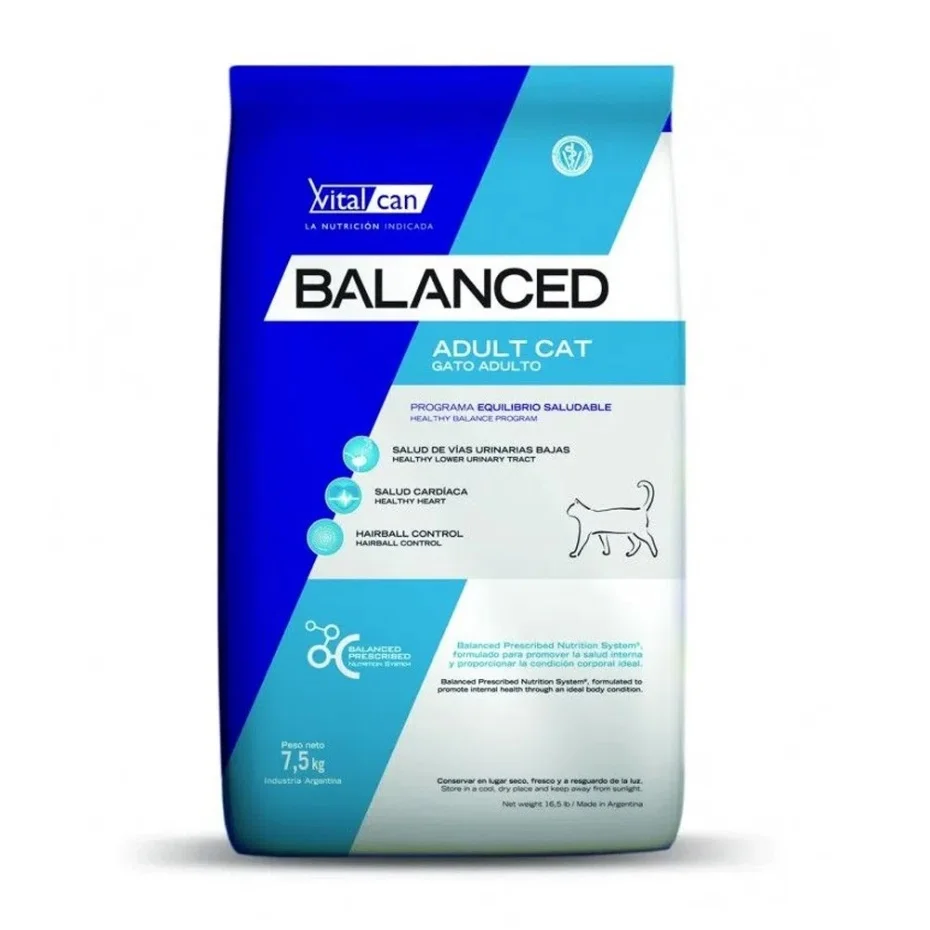 Vital can
LA NUTRICIÓN INDICADA
BALANCED
ADULT CAT
GATO ADULTO
PROGRAMA EQUILIBRIO SALUDABLE
HEALTHY BALANCE PROGRAM
SALUD DE VÍAS URINARIAS BAJAS
HEALTHY LOWER URINARY TRACT
SALUD CARDÍACA
HEALTHY HEART
HAIRBALL CONTROL
HAIRBALL CONTROL
BALANCED
PRESCRIBED
NUTRITION SYSTEM
Balanced Prescribed Nutrition System®,
formulado para promover la salud interna
y proporcionar la condición corporal ideal.
Balanced Prescribed Nutrition System®, formulated to
promote internal health through an ideal body condition.
Peso neto
7,5 kg
Industria Argentina
Conservar en lugar seco, fresco y a resguardo de la luz.
Store in a cool, dry place and keep away from sunlight.
Net weight 16,5 lb / Made in Argentina